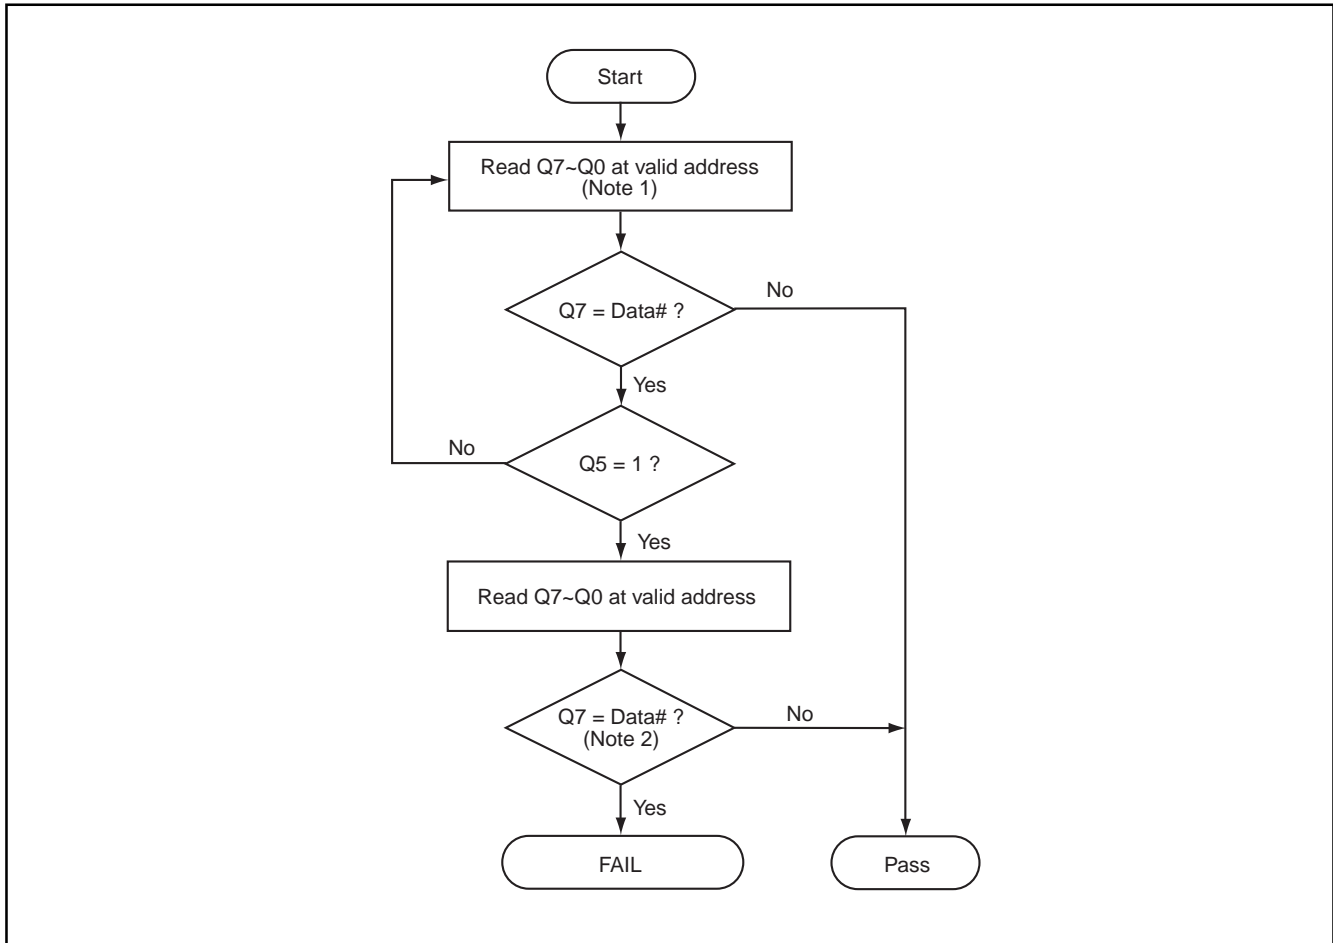 Start
Read Q7~Q0 at valid address
(Note 1)
Q7 = Data# ?
No
Yes
No
Q5 = 1 ?
Yes
Read Q7~Q0 at valid address
Q7 = Data# ?
(Note 2)
No
Yes
FAIL
Pass